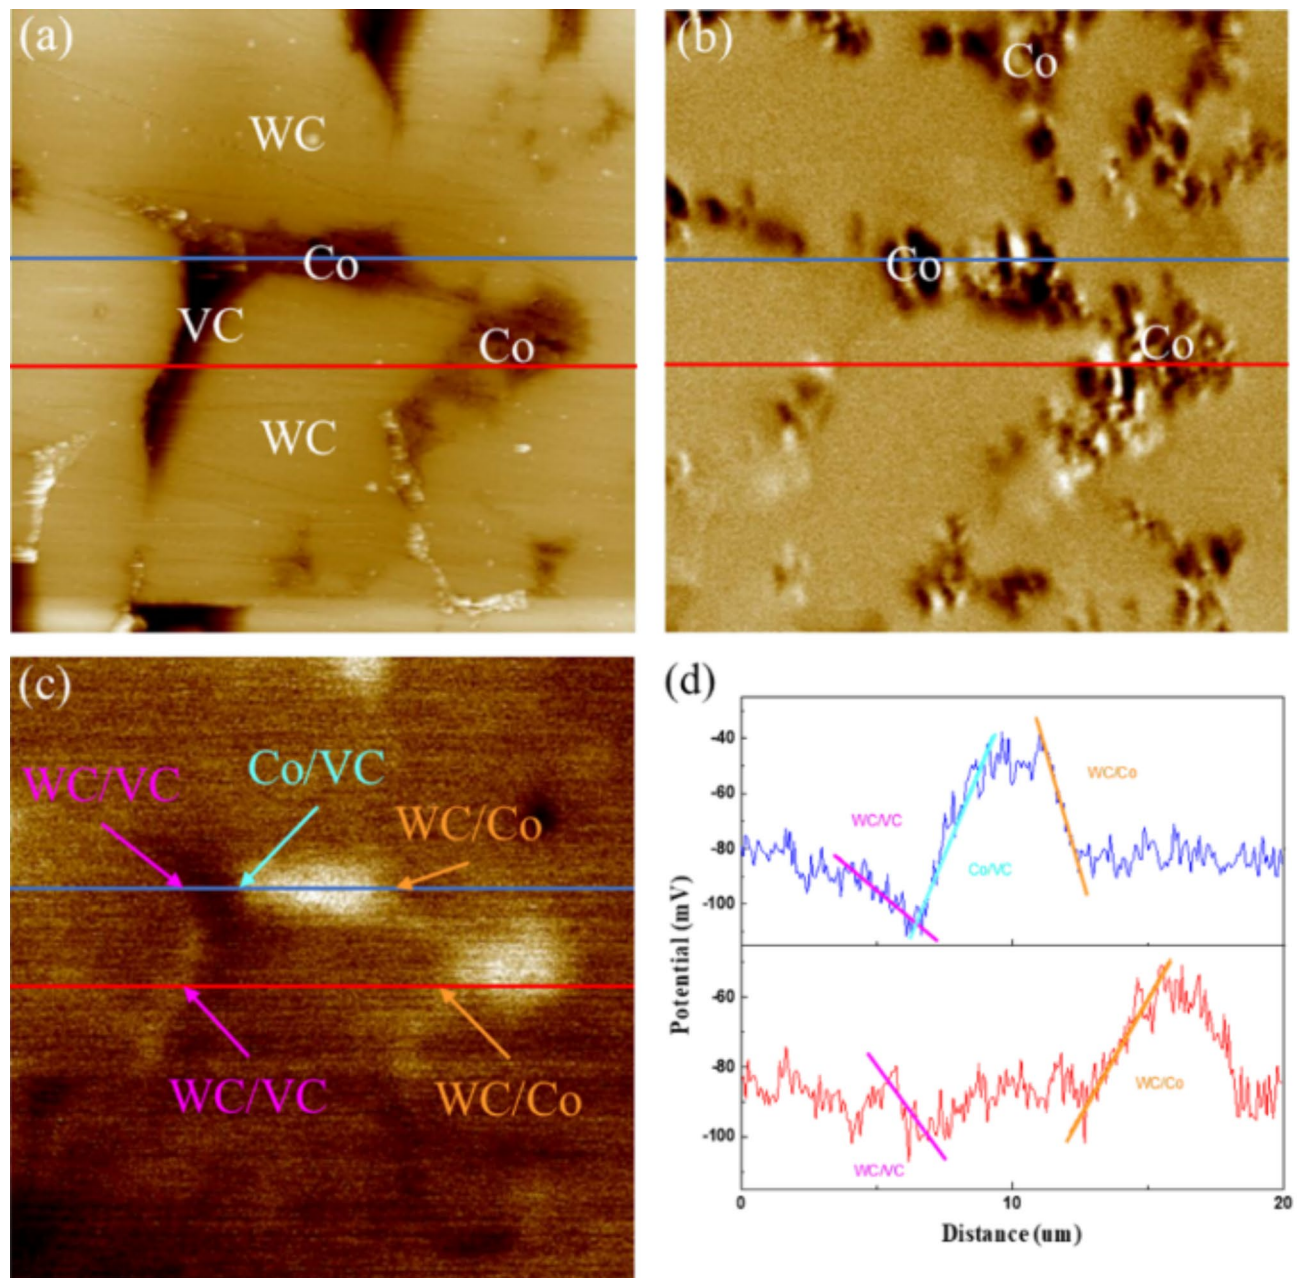 (a)
WC
Co
VC
Co
WC
(b)
Co
Co
Co
(c)
WC/VC
Co/VC
WC/Co
WC/VC
WC/Co
(d)
-40
-60
-80
-100
WC/VC
Co/VC
WC/Co
-60
-80
-100
WC/VC
WC/Co
Potential (mV)
0
10
20
Distance (um)